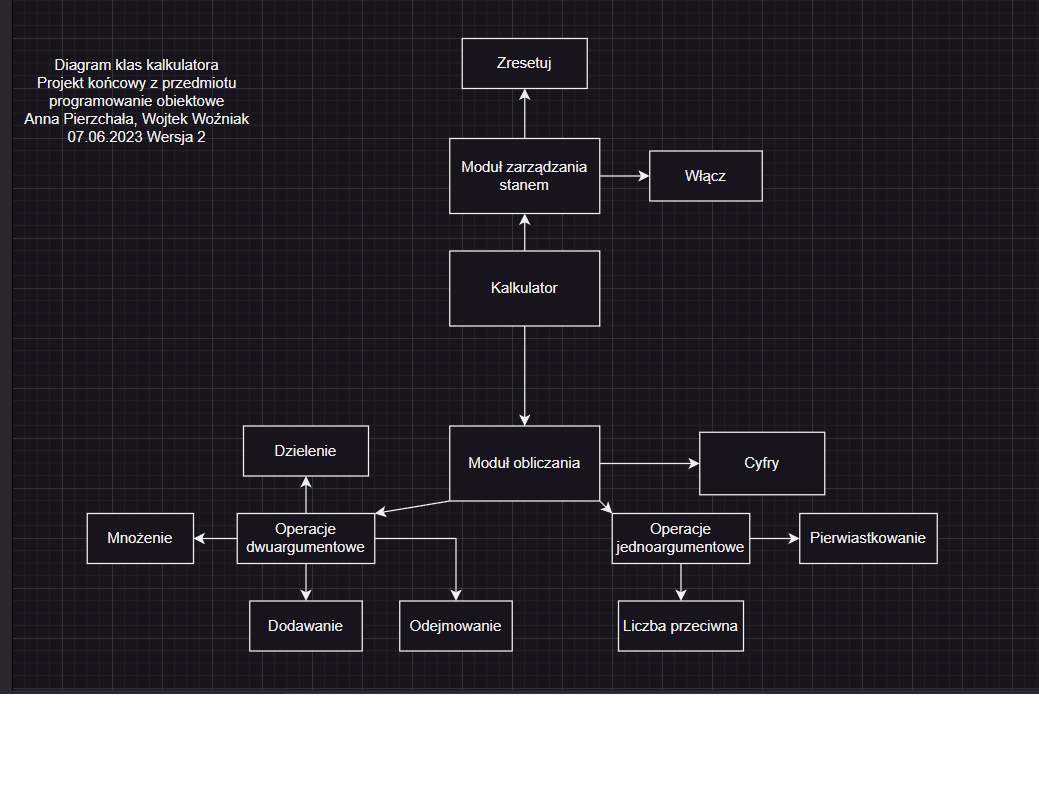 Diagram klas kalkulatora
Projekt końcowy z przedmiotu
programowanie obiektowe
Anna Pierzchała, Wojtek Woźniak
07.06.2023 Wersja 2
Zresetuj
Moduł zarządzania
stanem
Włącz
Kalkulator
Dzielenie
Moduł obliczania
Cyfry
Mnożenie
Operacje
dwuargumentowe
Operacje
jednoargumentowe
Pierwiastkowanie
Dodawanie
Odejmowanie
Liczba przeciwna